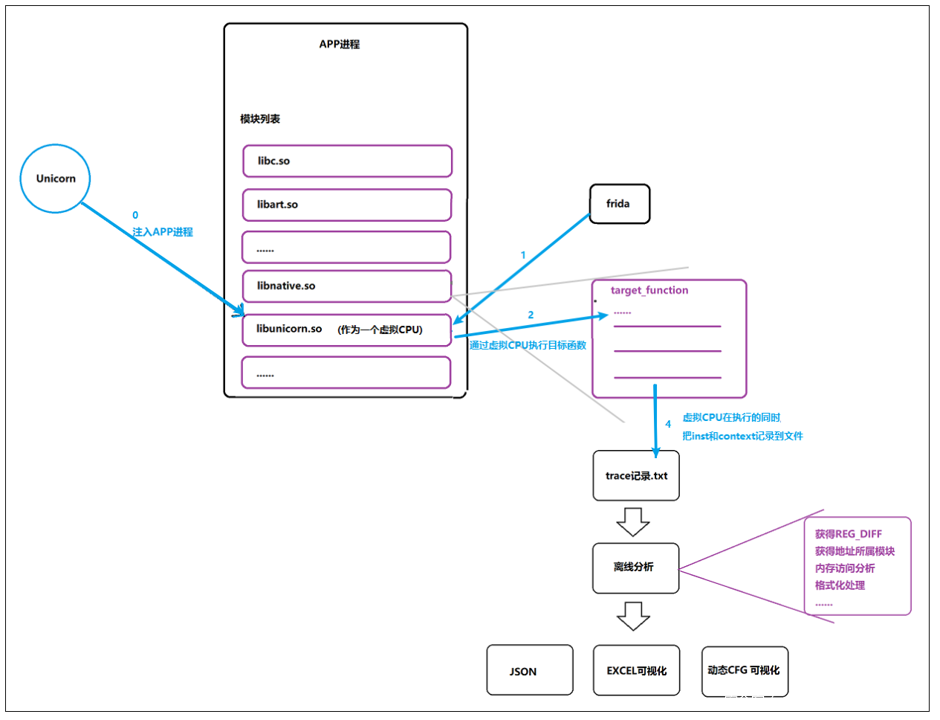 APP进程
模块列表
libc.so
libart.so
......
libnative.so
libunicorn.so (作为一个虚拟CPU)
......
Unicorn
0
注入APP进程
frida
1
2
通过虚拟CPU执行目标函数
target_function
......
4
虚拟CPU在执行的同时
把inst和context记录到文件
trace记录.txt
离线分析
获得REG_DIFF
获得地址所属模块
内存访问分析
格式化处理
......
JSON
EXCEL可视化
动态CFG 可视化